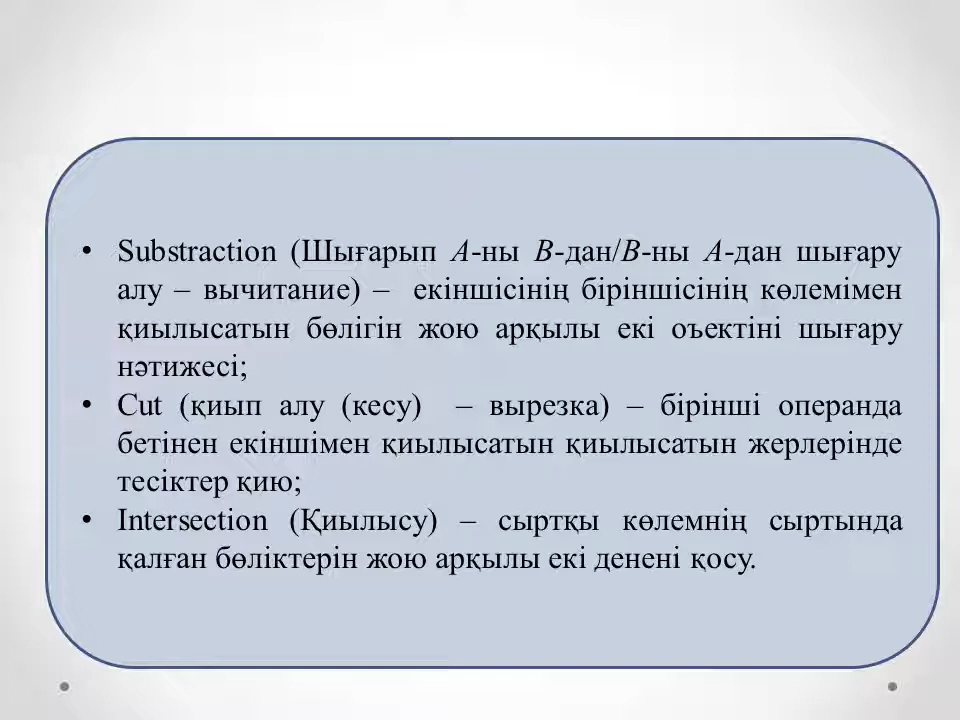 • Substraction (Шығарып A-ны B-дан/B-ны A-дан шығару
алу – вычитание) – екіншісінің біріншісінің көлемімен
қиылысатын бөлігін жою арқылы екі оъектіні шығару
нәтижесі;
• Cut (қиып алу (кесу) – вырезка) – бірінші операнда
бетінен екіншімен қиылысатын қиылысатын жерлерінде
тесіктер қию;
• Intersection (Қиылысу) – сыртқы көлемнің сыртында
қалған бөліктерін жою арқылы екі денені қосу.